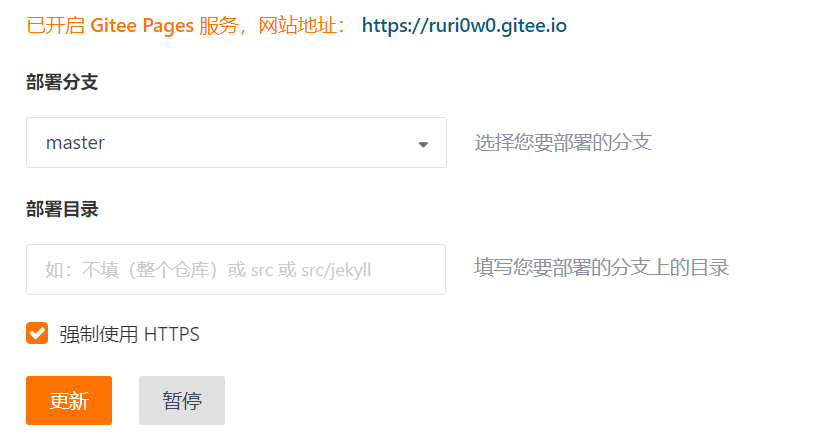 已开启 Gitee Pages 服务，网站地址： https://ruri0w0.gitee.io
部署分支
master 选择您要部署的分支
部署目录
如：不填（整个仓库）或 src 或 src/jekyll 填写您要部署的分支上的目录
强制使用 HTTPS
更新 暂停